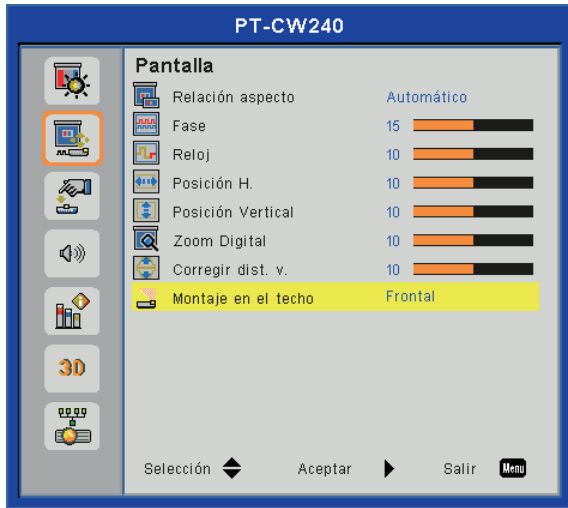 PT-CW240
Pantalla
Relación aspecto Automático
Fase 15
Reloj 10
Posición H. 10
Posición Vertical 10
Zoom Digital 10
Corregir dist. v. 10
Montaje en el techo Frontal
3D
Selección Aceptar Salir Menu